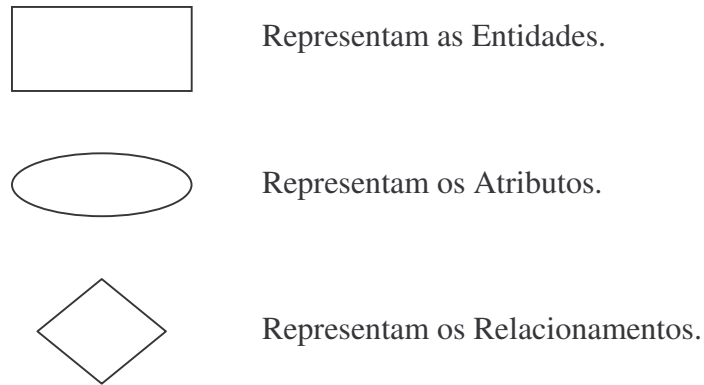 Representam as Entidades.
Representam os Atributos.
Representam os Relacionamentos.